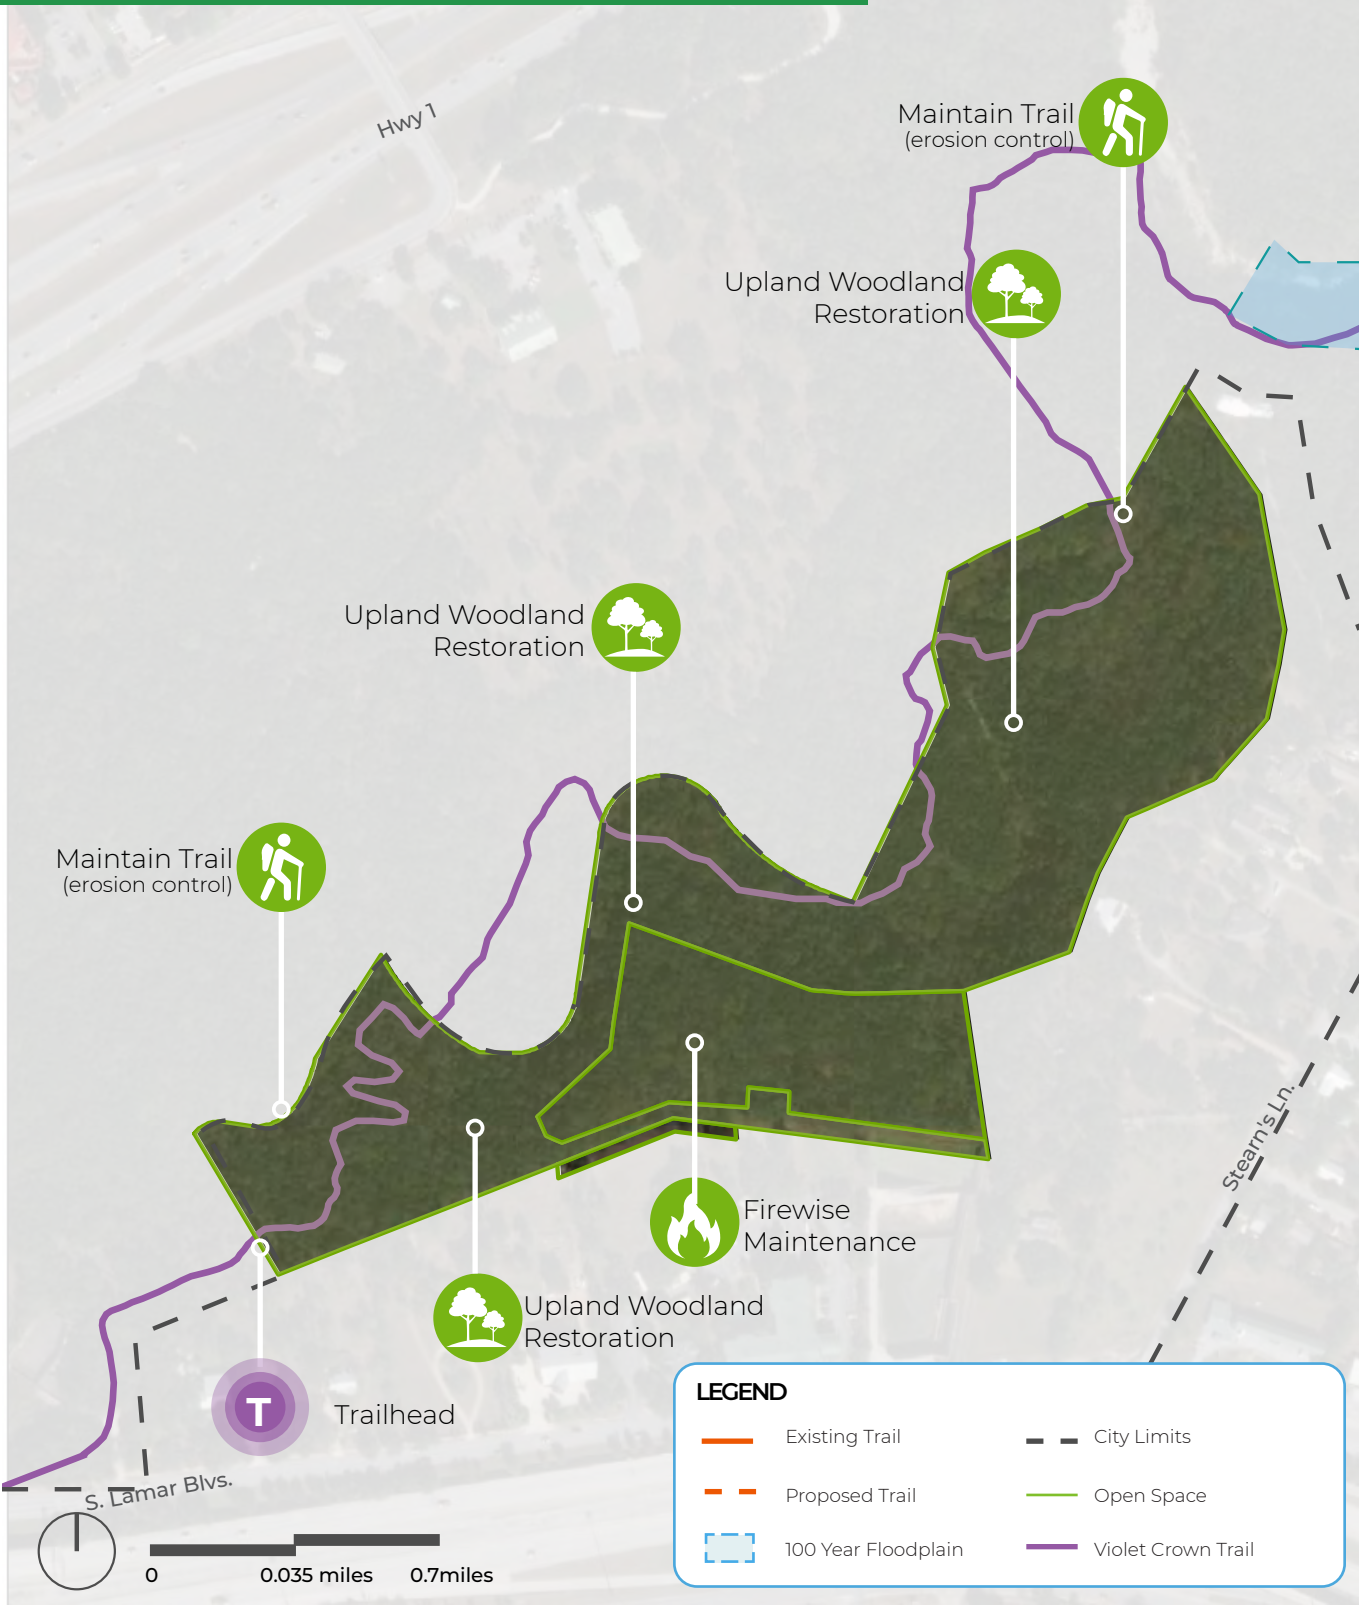 Hwy 1
Maintain Trail
(erosion control)
Upland Woodland
Restoration
Upland Woodland
Restoration
Maintain Trail
(erosion control)
Stearn's Ln.
Firewise
Maintenance
Upland Woodland
Restoration
T
Trailhead
S. Lamar Blvs.
0
0.035 miles
0.7miles
LEGEND
Existing Trail
City Limits
Proposed Trail
Open Space
100 Year Floodplain
Violet Crown Trail